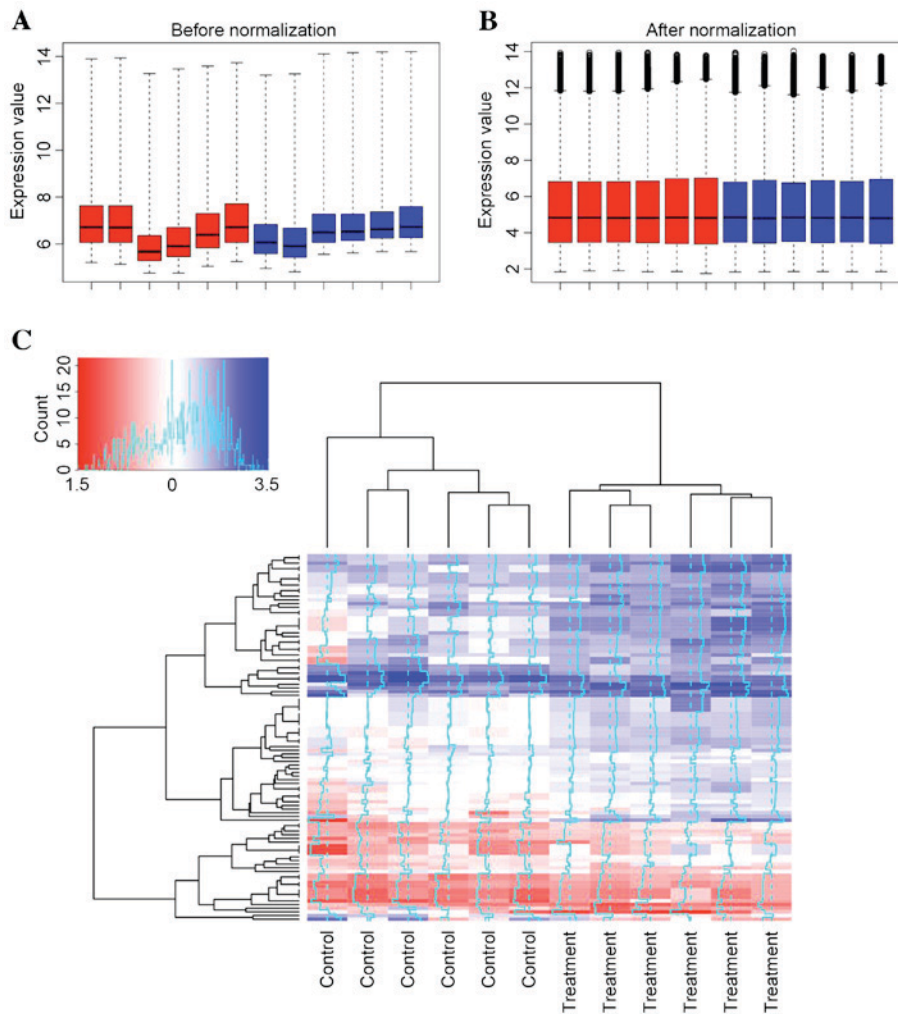 A
Before normalization
Expression value
14
12
8
6
B
After normalization
Expression value
14
12
8
6
4
2
C
Count
20
15
10
5
0
1.5 0 3.5
Control
Control
Control
Control
Control
Control
Treatment
Treatment
Treatment
Treatment
Treatment
Treatment